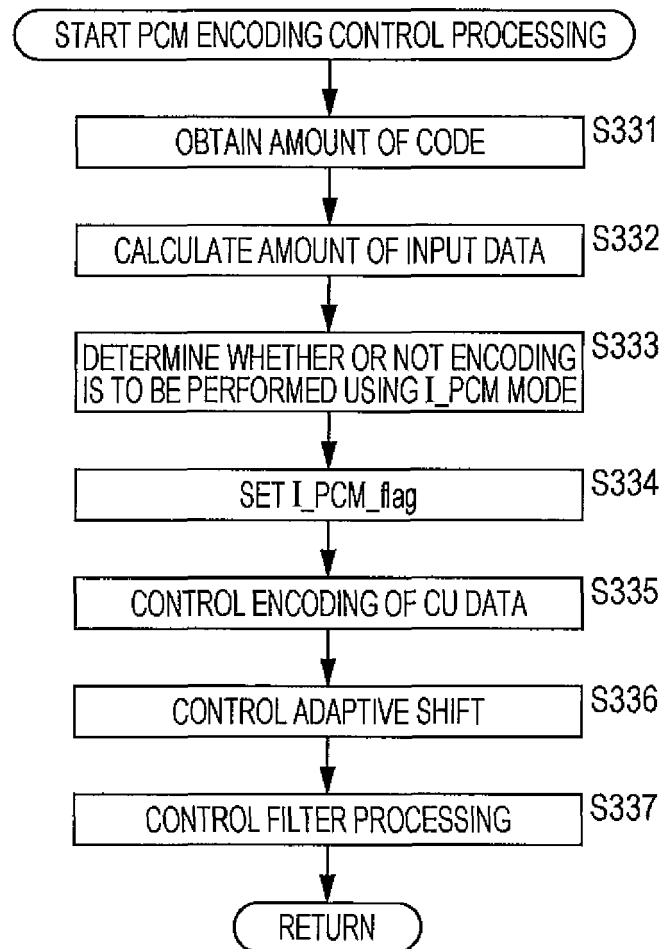 START PCM ENCODING CONTROL PROCESSING
OBTAIN AMOUNT OF CODE S331
CALCULATE AMOUNT OF INPUT DATA S332
DETERMINE WHETHER OR NOT ENCODING S333
IS TO BE PERFORMED USING I_PCM MODE
SET I_PCM_flag S334
CONTROL ENCODING OF CU DATA S335
CONTROL ADAPTIVE SHIFT S336
CONTROL FILTER PROCESSING S337
RETURN